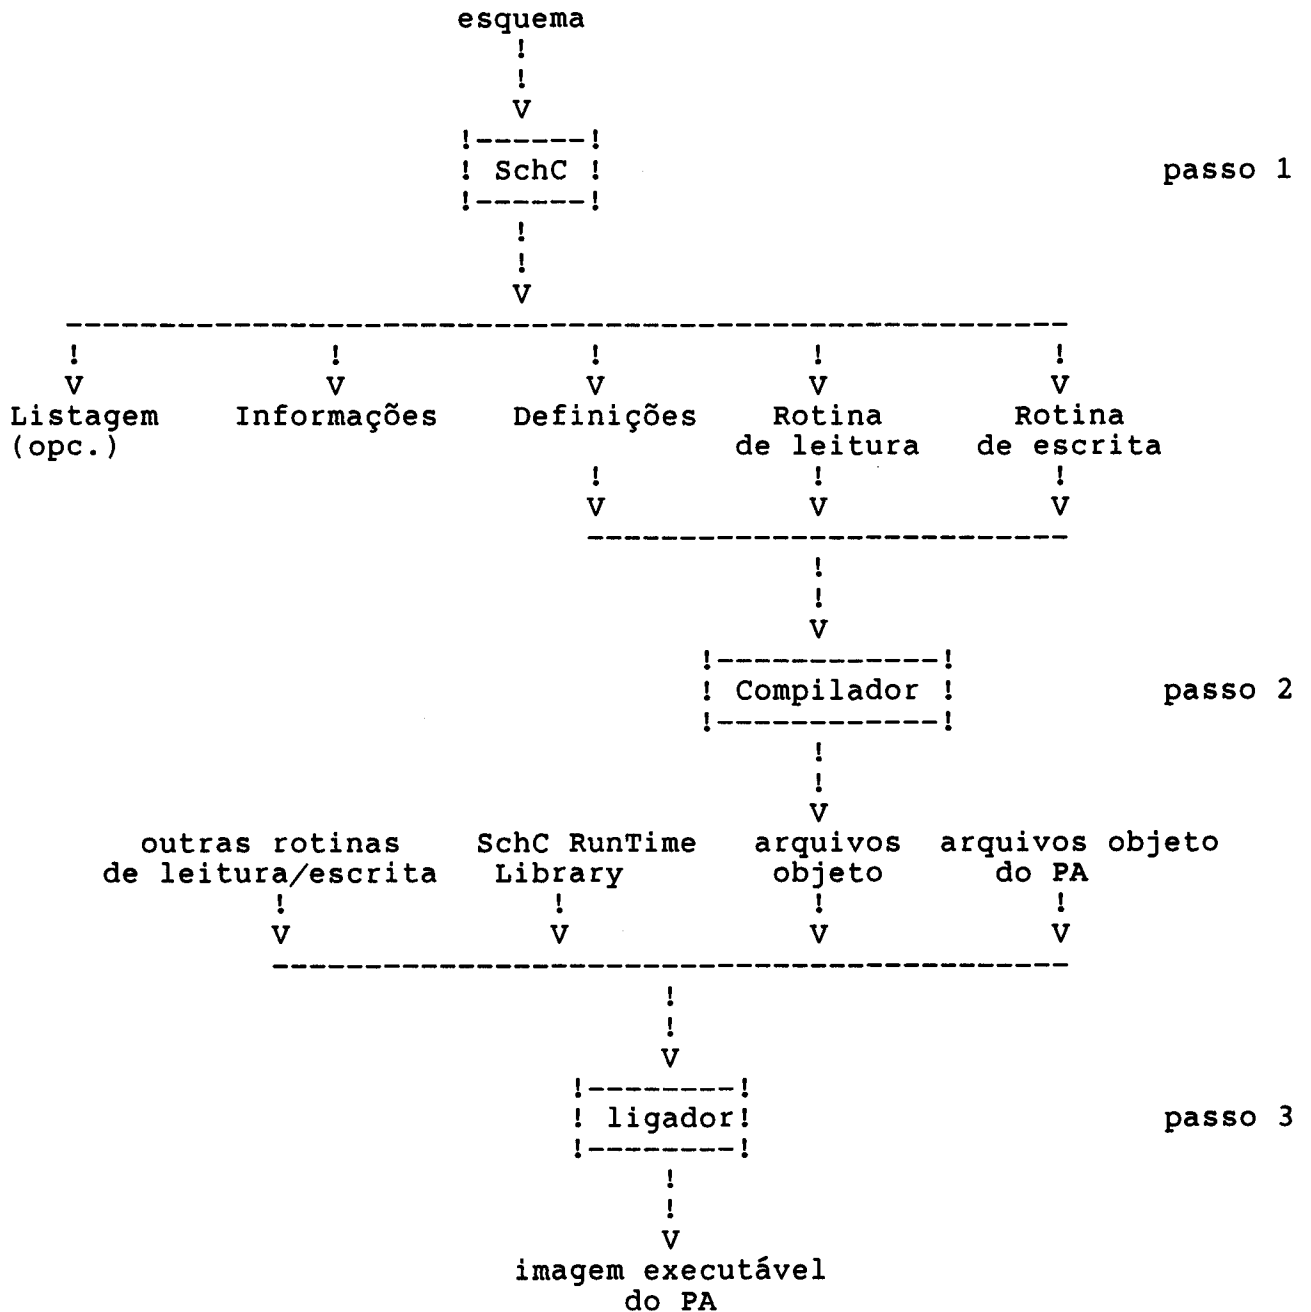 esquema
!
!
V
!------!
! SchC ! passo 1
!------!
!
!
V
------------------------------------------
! ! ! ! !
V V V V V
Listagem Informações Definições Rotina Rotina
(opc.) de leitura de escrita
! ! !
V V V
--------------------
!
!
V
!-----------!
! Compilador ! passo 2
!-----------!
!
!
V
outras rotinas SchC RunTime arquivos arquivos objeto
de leitura/escrita Library objeto do PA
! ! ! !
V V V V
---------------------------------
!
!
V
!--------!
! ligador! passo 3
!--------!
!
!
V
imagem executável
do PA